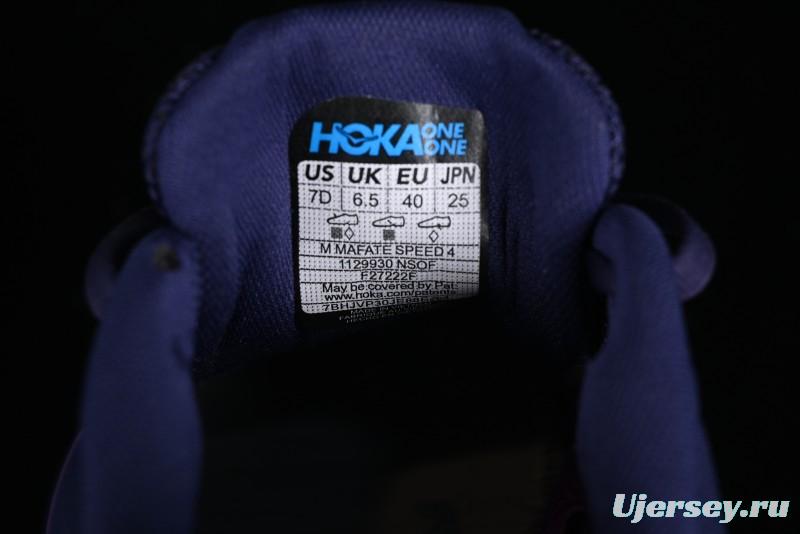 HOKA ONE ONE
US UK EU JPN
7D 6.5 40 25
M MAFATE SPEED 4
1129930 NSOF
F27222F
May be covered by Pat.
www.hoka.com/patents
Ujersey.ru